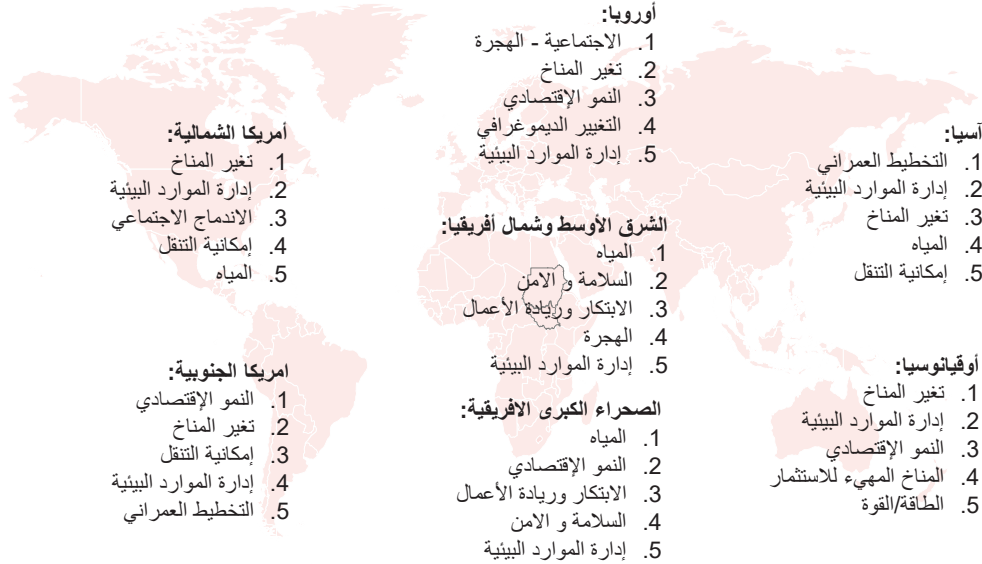 أوروبا:
1. الاجتماعية - الهجرة
2. تغير المناخ
3. النمو الإقتصادي
4. التغيير الديموغرافي
5. إدارة الموارد البيئية
آسيا:
1. التخطيط العمراني
2. إدارة الموارد البيئية
3. تغير المناخ
4. المياه
5. إمكانية التنقل
أمريكا الشمالية:
1. تغير المناخ
2. إدارة الموارد البيئية
3. الاندماج الاجتماعي
4. إمكانية التنقل
5. المياه
الشرق الأوسط وشمال أفريقيا:
1. المياه
2. السلامة و الامن
3. الابتكار وريادة الأعمال
4. الهجرة
5. إدارة الموارد البيئية
أوقيانوسيا:
1. تغير المناخ
2. إدارة الموارد البيئية
3. النمو الإقتصادي
4. المناخ المهيء للاستثمار
5. الطاقة/القوة
امريكا الجنوبية:
1. النمو الإقتصادي
2. تغير المناخ
3. إمكانية التنقل
4. إدارة الموارد البيئية
5. التخطيط العمراني
الصحراء الكبرى الافريقية:
1. المياه
2. النمو الإقتصادي
3. الابتكار وريادة الأعمال
4. السلامة و الامن
5. إدارة الموارد البيئية